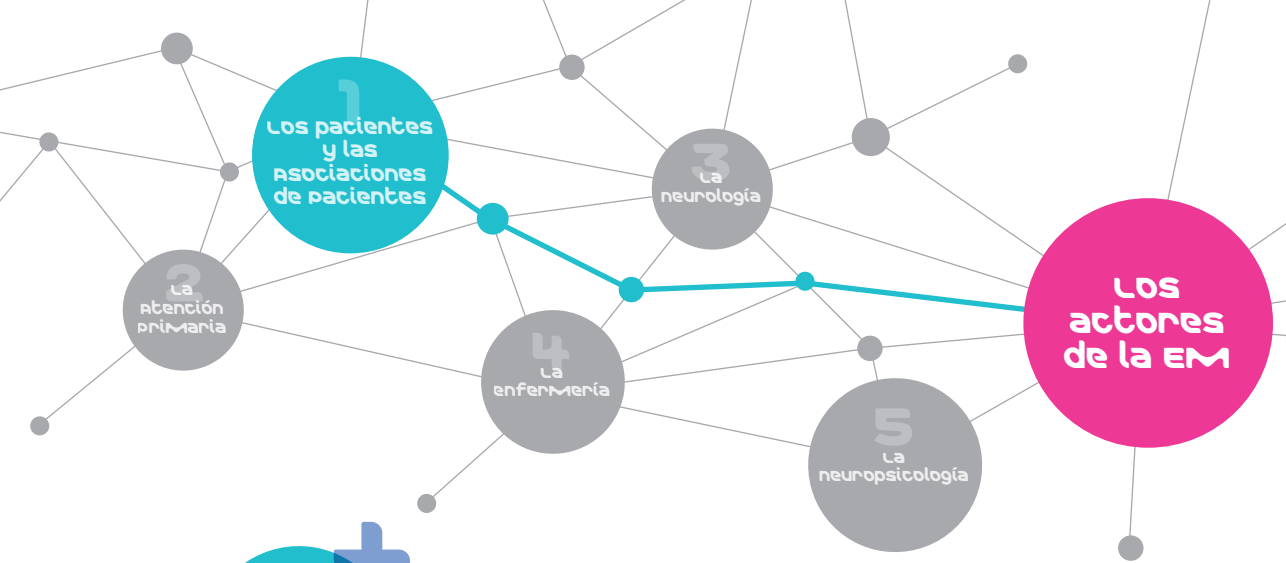 1
Los pacientes
y las
Asociaciones
de pacientes
2
La
Atención
primaria
3
La
neurología
4
La
enfermería
5
La
neuropsicología
Los
actores
de la EM